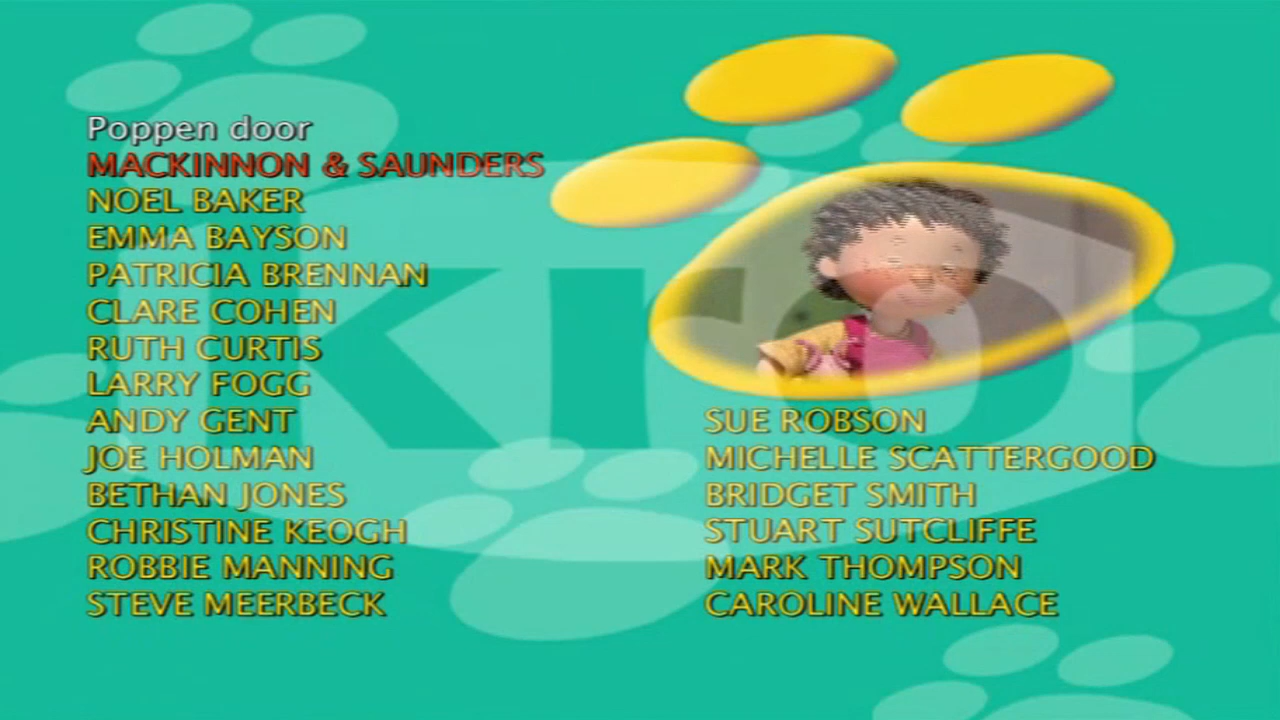 Poppen door
MACKINNON & SAUNDERS
NOEL BAKER
EMMA BAYSON
PATRICIA BRENNAN
CLARE COHEN
RUTH CURTIS
LARRY FOGG
ANDY GENT
JOE HOLMAN
BETHAN JONES
CHRISTINE KEOGH
ROBBIE MANNING
STEVE MEERBECK
SUE ROBSON
MICHELLE SCATTERGOOD
BRIDGET SMITH
STUART SUTCLIFFE
MARK THOMPSON
CAROLINE WALLACE
kro